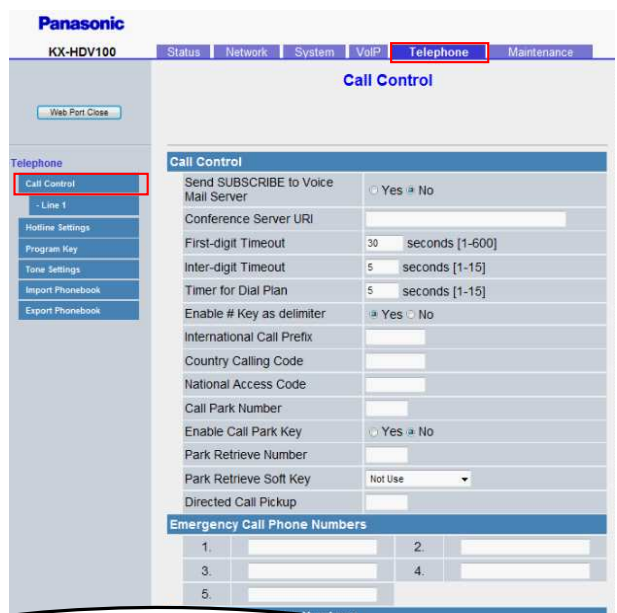 Panasonic
KX-HDV100
Status Network System VoIP Telephone Maintenance
Call Control
Web Port Close
Telephone
Call Control
- Line 1
Hotline Settings
Program Key
Tone Settings
Import Phonebook
Export Phonebook
Call Control
Send SUBSCRIBE to Voice
Mail Server
Yes No
Conference Server URI
First-digit Timeout 30 seconds [1-600]
Inter-digit Timeout 5 seconds [1-15]
Timer for Dial Plan 5 seconds [1-15]
Enable # Key as delimiter Yes No
International Call Prefix
Country Calling Code
National Access Code
Call Park Number
Enable Call Park Key Yes No
Park Retrieve Number
Park Retrieve Soft Key Not Use
Directed Call Pickup
Emergency Call Phone Numbers
1. 2.
3. 4.
5.